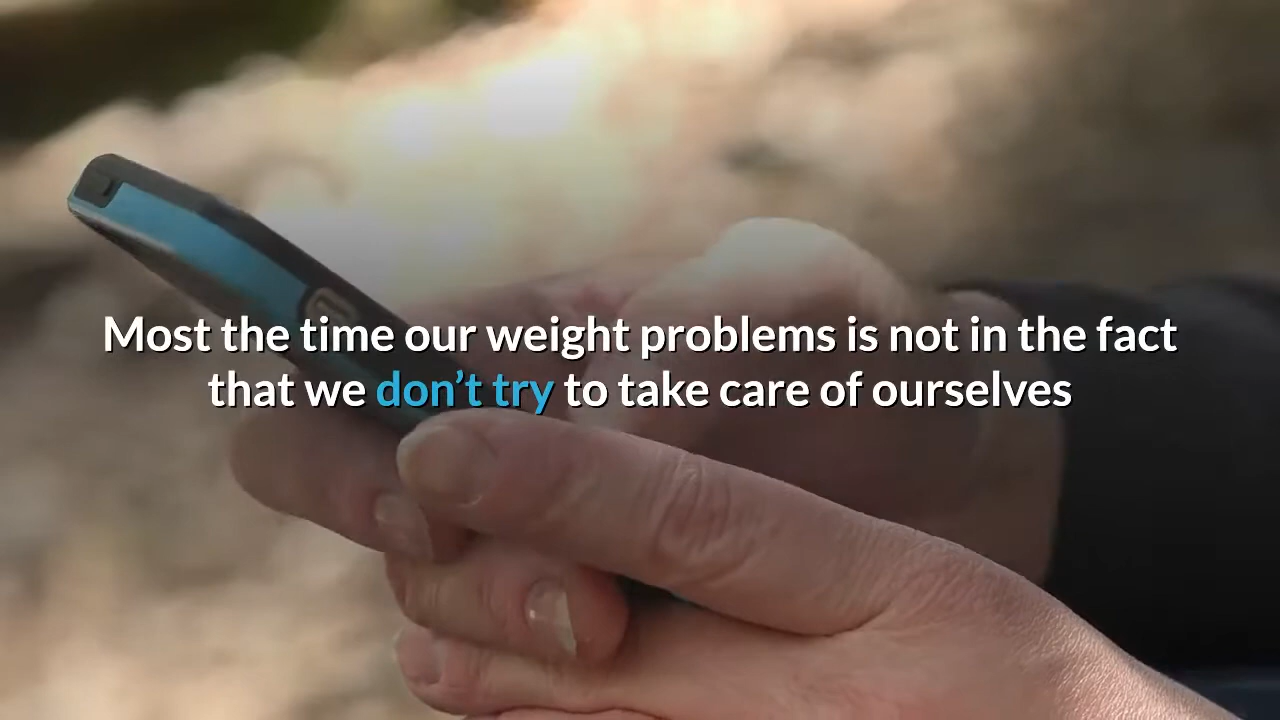 Most the time our weight problems is not in the fact
that we don’t try to take care of ourselves